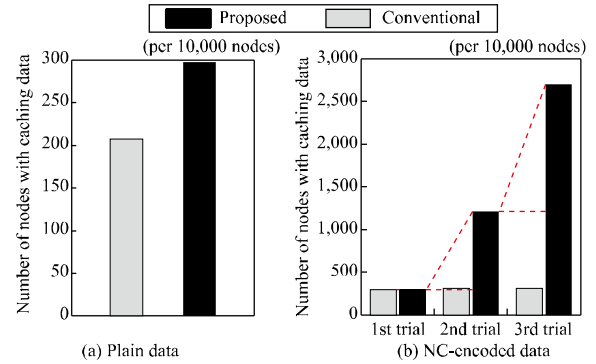 Proposed
Conventional
(per 10,000 nodes)
Number of nodes with caching data
300
250
200
150
100
50
0
(a) Plain data
(per 10,000 nodes)
Number of nodes with caching data
3,000
2,500
2,000
1,500
1,000
500
0
1st trial
2nd trial
3rd trial
(b) NC-encoded data